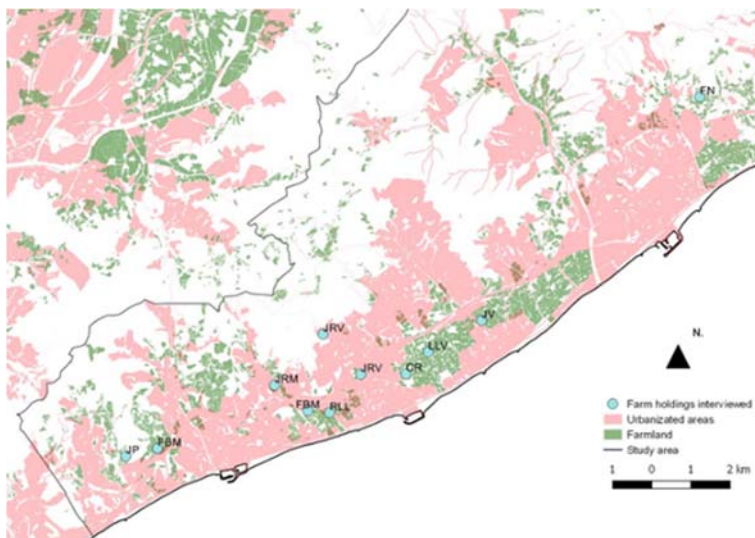 EN
JV
JRV
LLV
JRV
CR
JRM
FBM
RLL
FBM
JP
N.
Farm holdings interviewed
Urbanizated areas
Farmland
Study area
1 0 1 2 km